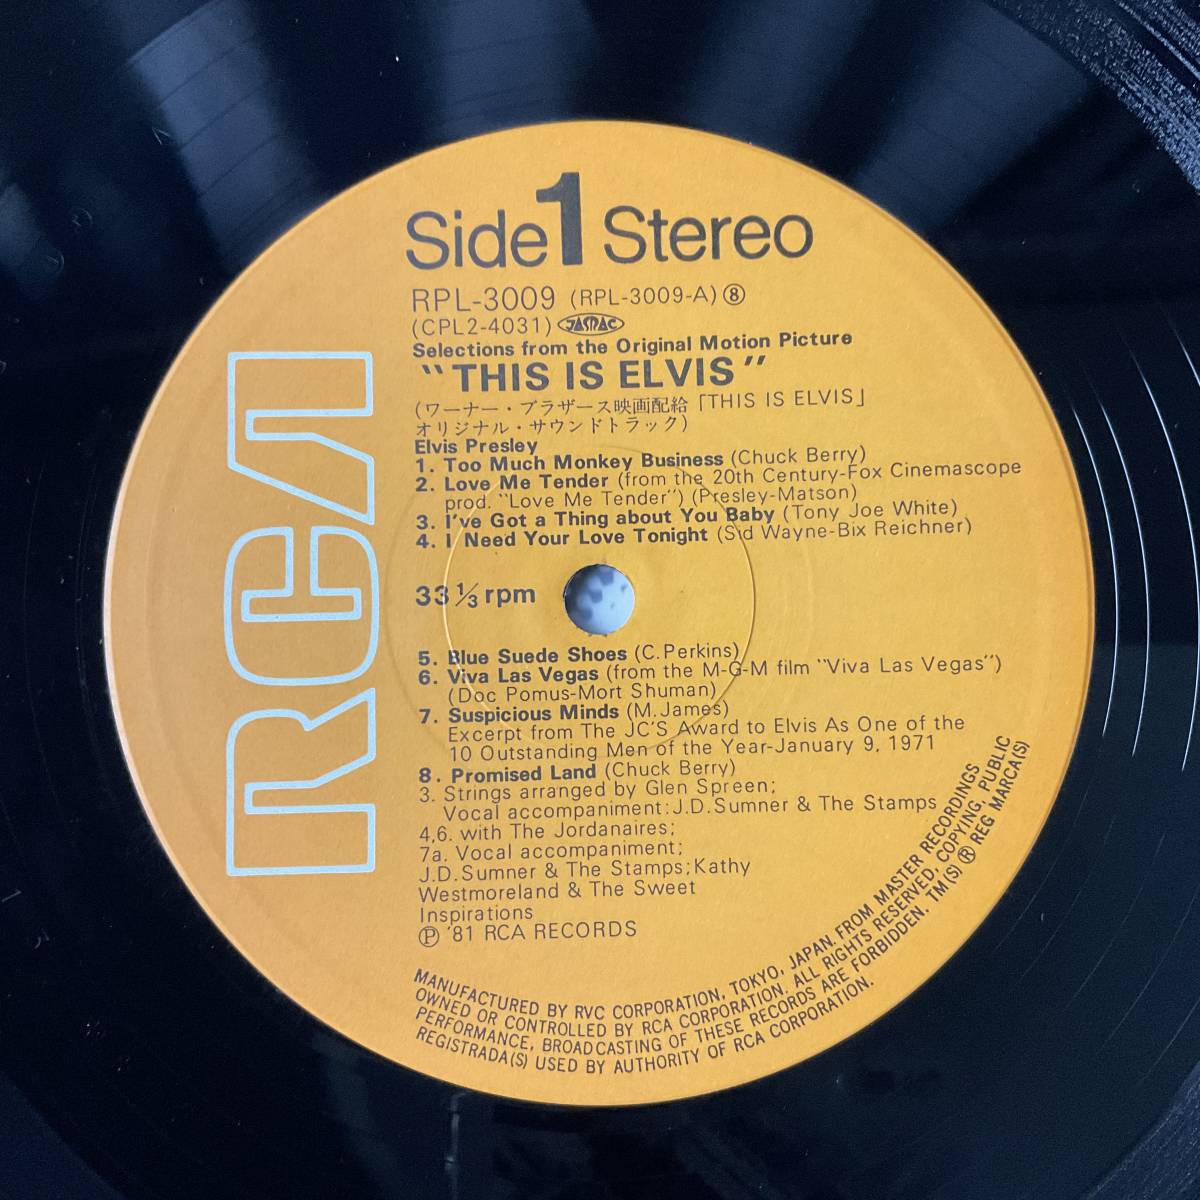 Side 1 Stereo
RPL-3009 (RPL-3009-A) ⑧
(CPL2-4031) JASRAC
Selections from the Original Motion Picture
"THIS IS ELVIS"
(ワーナー・ブラザース映画配給「THIS IS ELVIS」
オリジナル・サウンドトラック)
Elvis Presley
1. Too Much Monkey Business (Chuck Berry)
2. Love Me Tender (from the 20th Century-Fox Cinemascope
prod. "Love Me Tender") (Presley-Matson)
3. I've Got a Thing about You Baby (Tony Joe White)
4. I Need Your Love Tonight (Sid Wayne-Bix Reichner)
33 1/3 rpm
5. Blue Suede Shoes (C. Perkins)
6. Viva Las Vegas (from the M-G-M film "Viva Las Vegas")
(Doc Pomus-Mort Shuman)
7. Suspicious Minds (M. James)
Excerpt from The JC'S Award to Elvis As One of the
10 Outstanding Men of the Year-January 9, 1971
8. Promised Land (Chuck Berry)
3. Strings arranged by Glen Spreen;
Vocal accompaniment: J.D. Sumner & The Stamps
4,6. with The Jordanaires;
7a. Vocal accompaniment;
J.D. Sumner & The Stamps; Kathy
Westmoreland & The Sweet
Inspirations
Ⓟ '81 RCA RECORDS
RCA
MANUFACTURED BY RVC CORPORATION, TOKYO, JAPAN. FROM MASTER RECORDINGS
OWNED OR CONTROLLED BY RCA CORPORATION. ALL RIGHTS RESERVED. COPYING, PUBLIC
PERFORMANCE, BROADCASTING OF THESE RECORDS ARE FORBIDDEN. TM(S) ® REG MARCA(S)
REGISTRADA(S) USED BY AUTHORITY OF RCA CORPORATION.